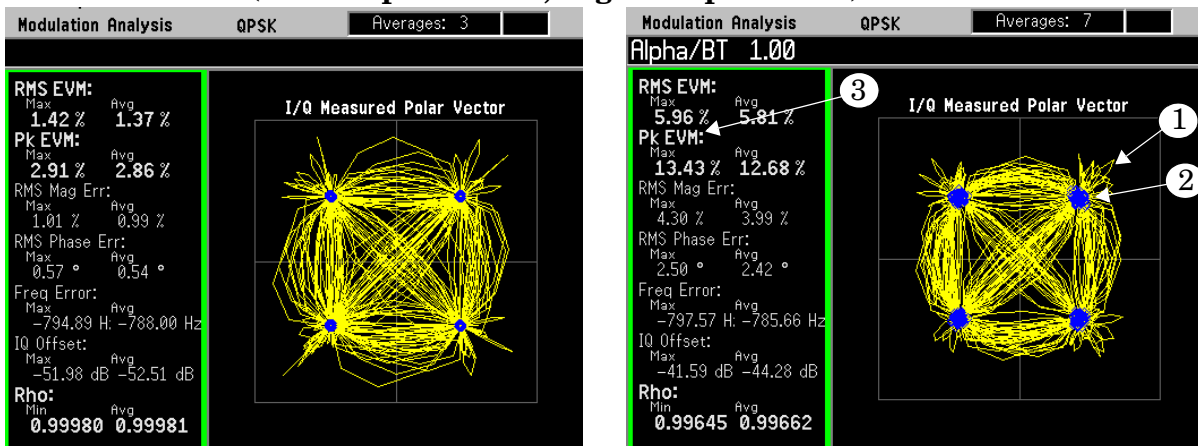 Modulation Analysis QPSK Averages: 3
RMS EVM:
Max Avg
1.42 % 1.37 %
Pk EVM:
Max Avg
2.91 % 2.86 %
RMS Mag Err:
Max Avg
1.01 % 0.99 %
RMS Phase Err:
Max Avg
0.57 ° 0.54 °
Freq Error:
Max Avg
-794.89 H: -788.00 Hz
IQ Offset:
Max Avg
-51.98 dB -52.51 dB
Rho:
Min Avg
0.99980 0.99981
I/Q Measured Polar Vector
Modulation Analysis QPSK Averages: 7
Alpha/BT 1.00
RMS EVM:
Max Avg
5.96 % 5.81 %
Pk EVM:
Max Avg
13.43 % 12.68 %
RMS Mag Err:
Max Avg
4.30 % 3.99 %
RMS Phase Err:
Max Avg
2.50 ° 2.42 °
Freq Error:
Max Avg
-797.57 H: -785.66 Hz
IQ Offset:
Max Avg
-41.59 dB -44.28 dB
Rho:
Min Avg
0.99645 0.99662
I/Q Measured Polar Vector
3
1
2